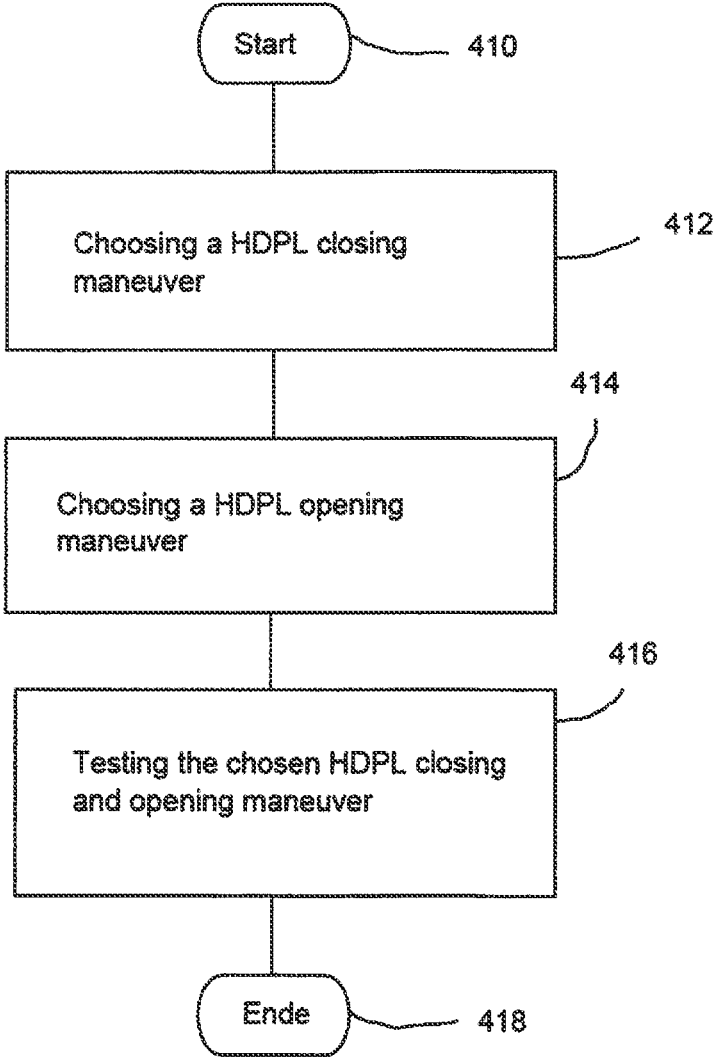 Start
410
Choosing a HDPL closing
maneuver
412
414
Choosing a HDPL opening
maneuver
416
Testing the chosen HDPL closing
and opening maneuver
Ende
418